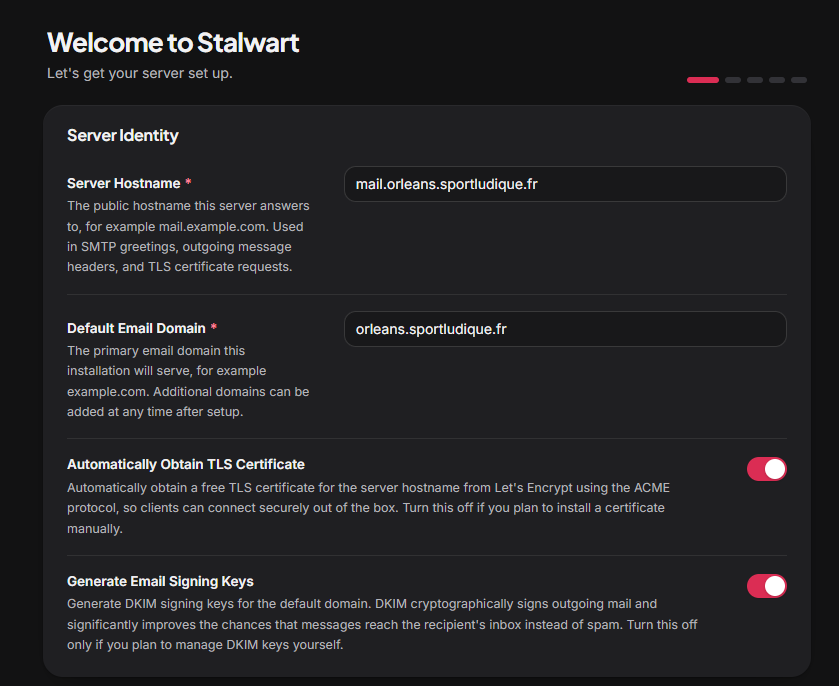 Welcome to Stalwart
Let's get your server set up.
Server Identity
Server Hostname *
mail.orleans.sportludique.fr
The public hostname this server answers
to, for example mail.example.com. Used
in SMTP greetings, outgoing message
headers, and TLS certificate requests.
Default Email Domain *
orleans.sportludique.fr
The primary email domain this
installation will serve, for example
example.com. Additional domains can be
added at any time after setup.
Automatically Obtain TLS Certificate
Automatically obtain a free TLS certificate for the server hostname from Let's Encrypt using the ACME
protocol, so clients can connect securely out of the box. Turn this off if you plan to install a certificate
manually.
Generate Email Signing Keys
Generate DKIM signing keys for the default domain. DKIM cryptographically signs outgoing mail and
significantly improves the chances that messages reach the recipient's inbox instead of spam. Turn this off
only if you plan to manage DKIM keys yourself.